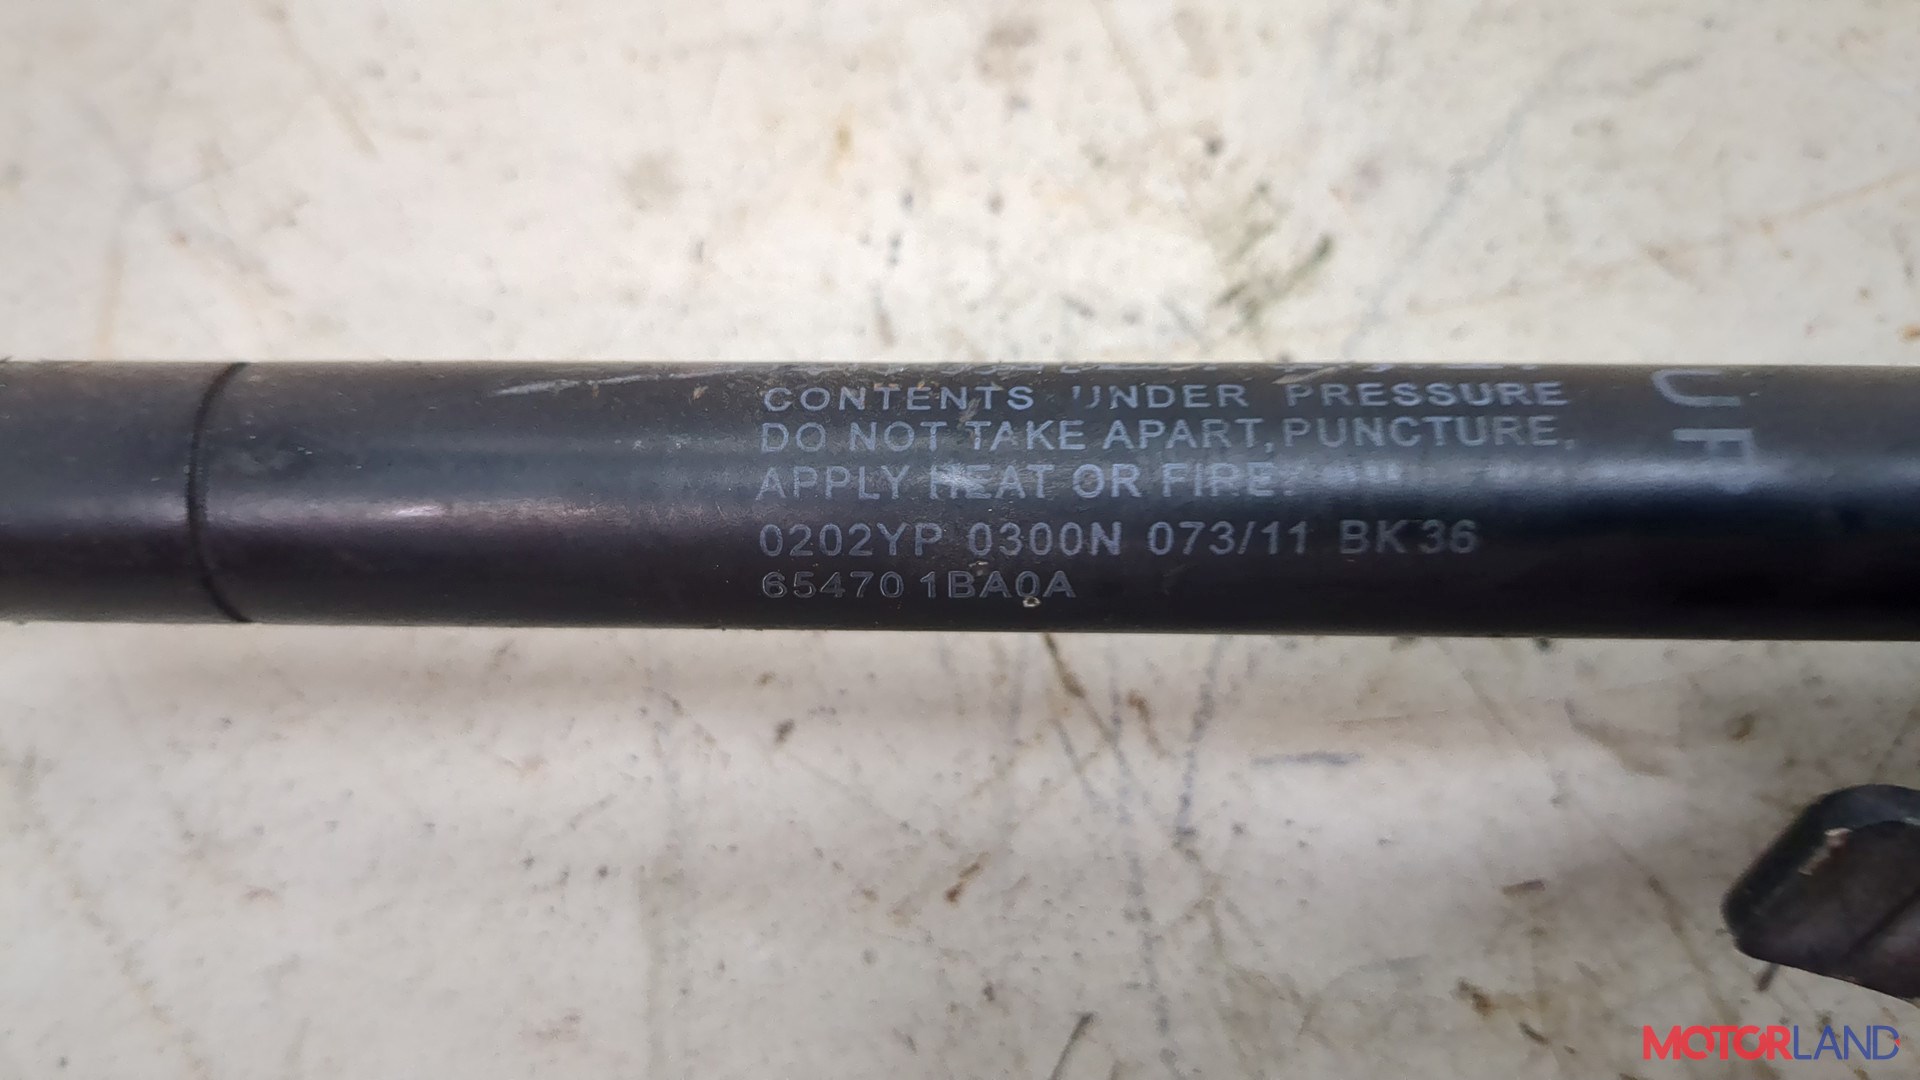 CONTENTS UNDER PRESSURE
DO NOT TAKE APART, PUNCTURE,
APPLY HEAT OR FIRE.
0202YP 0300N 073/11 BK36
65470 1BA0A
MOTORLAND